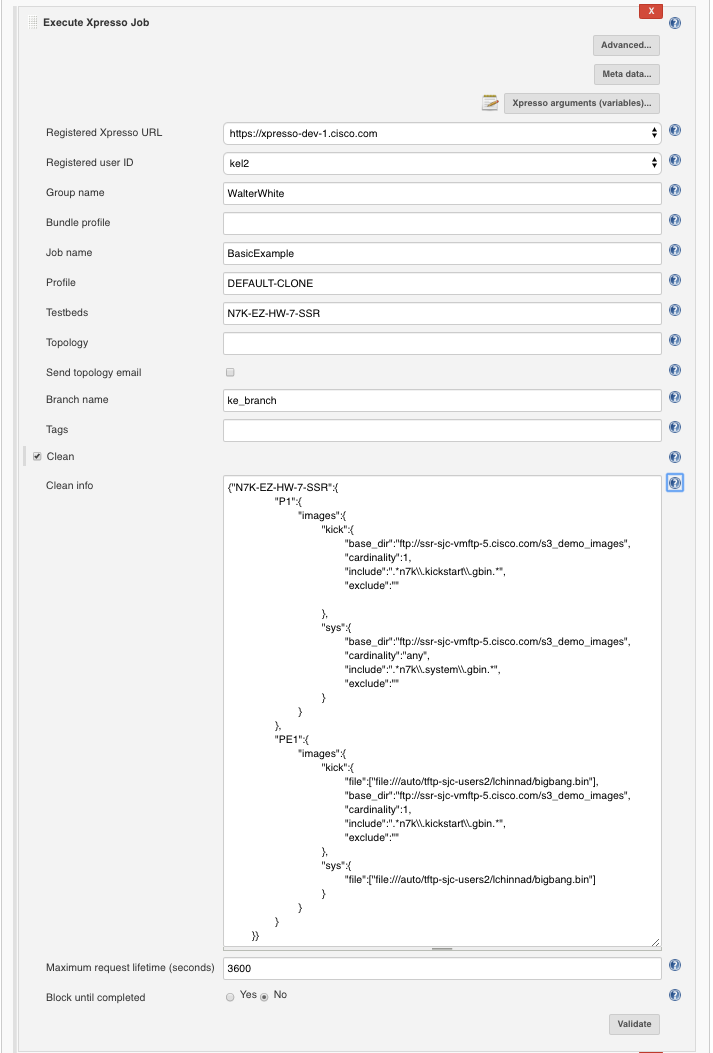 X
Execute Xpresso Job
Advanced...
Meta data...
Xpresso arguments (variables)...
Registered Xpresso URL https://xpresso-dev-1.cisco.com
Registered user ID kel2
Group name WalterWhite
Bundle profile
Job name BasicExample
Profile DEFAULT-CLONE
Testbeds N7K-EZ-HW-7-SSR
Topology
Send topology email
Branch name ke_branch
Tags
Clean
Clean info
{"N7K-EZ-HW-7-SSR":{
"P1":{
"images":{
"kick":{
"base_dir":"ftp://ssr-sjc-vmftp-5.cisco.com/s3_demo_images",
"cardinality":1,
"include":".*n7k\\.kickstart\\.gbin.*",
"exclude":""
},
"sys":{
"base_dir":"ftp://ssr-sjc-vmftp-5.cisco.com/s3_demo_images",
"cardinality":"any",
"include":".*n7k\\.system\\.gbin.*",
"exclude":""
}
}
},
"PE1":{
"images":{
"kick":{
"file":["file:///auto/tftp-sjc-users2/lchinnad/bigbang.bin"],
"base_dir":"ftp://ssr-sjc-vmftp-5.cisco.com/s3_demo_images",
"cardinality":1,
"include":".*n7k\\.kickstart\\.gbin.*",
"exclude":""
},
"sys":{
"file":["file:///auto/tftp-sjc-users2/lchinnad/bigbang.bin"]
}
}
}
}}
Maximum request lifetime (seconds) 3600
Block until completed Yes No
Validate